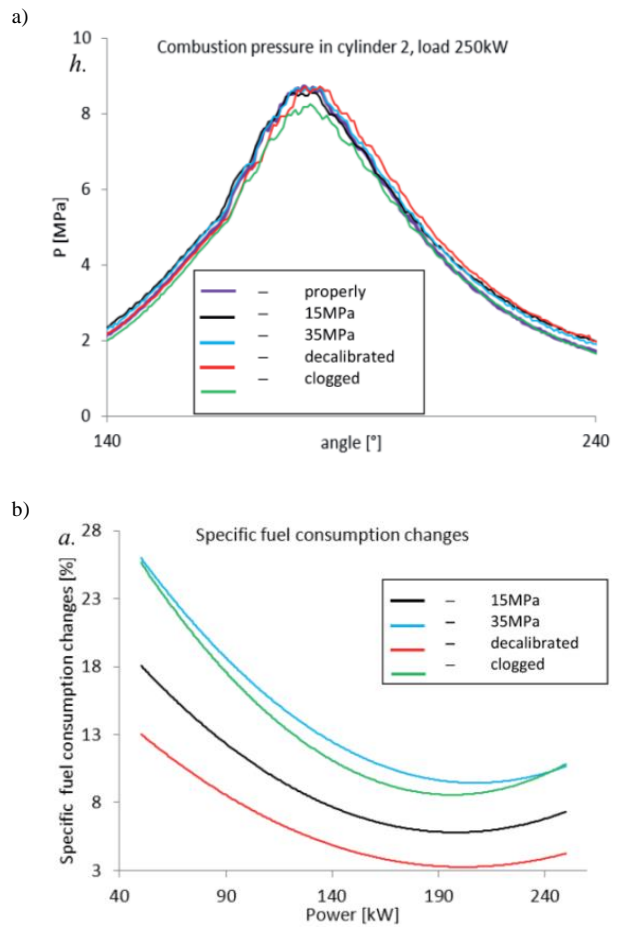 a)
Combustion pressure in cylinder 2, load 250kW
h.
P [MPa]
10
8
6
4
2
0
– properly
– 15MPa
– 35MPa
– decalibrated
– clogged
140
240
angle [°]
b)
Specific fuel consumption changes
a.
Specific fuel consumption changes [%]
28
23
18
13
8
3
– 15MPa
– 35MPa
– decalibrated
– clogged
40
90
140
190
240
Power [kW]